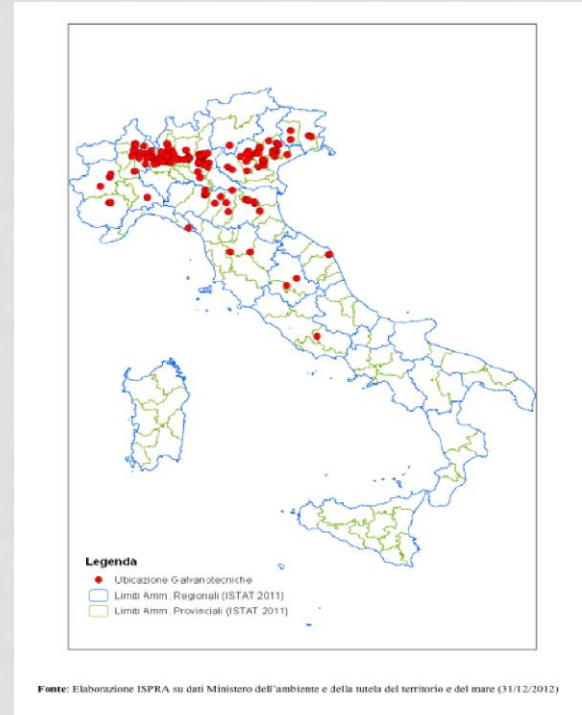 Legenda
Ubicazione Galvanotecniche
Limiti Amm. Regionali (ISTAT 2011)
Limiti Amm. Provinciali (ISTAT 2011)
Fonte: Elaborazione ISPRA su dati Ministero dell'ambiente e della tutela del territorio e del mare (31/12/2012)